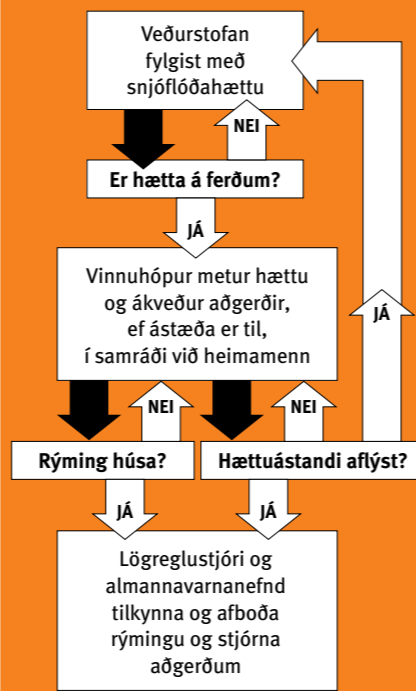 Veðurstofan
fylgist með
snjóflóðahættu
NEI
Er hætta á ferðum?
JÁ
Vinnuhópur metur hættu
og ákveður aðgerðir,
ef ástæða er til,
í samráði við heimamenn
JÁ
NEI
NEI
Rýming húsa?
Hættuástandi aflýst?
JÁ
JÁ
Lögreglustjóri og
almannavarnanefnd
tilkynna og afboða
rýmingu og stjórna
aðgerðum